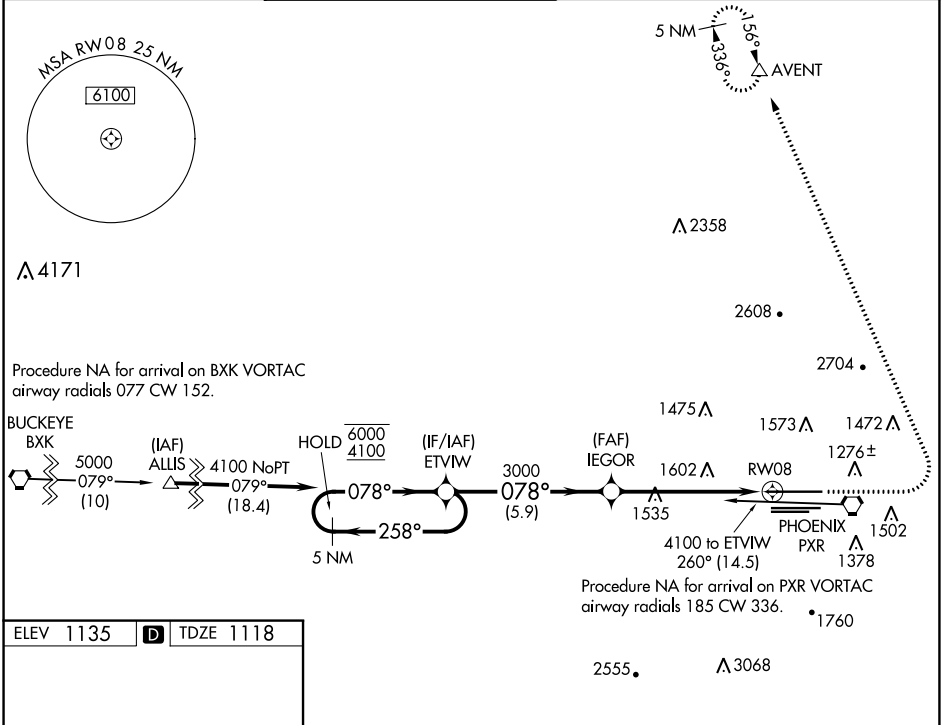 MSA RW08 25 NM
6100
5 NM
336°
156°
AVENT
4171
2358
2608
2704
Procedure NA for arrival on BXK VORTAC
airway radials 077 CW 152.
BUCKEYE
BXK
5000
079°
(10)
(IAF)
ALLIS
4100 NoPT
079°
(18.4)
HOLD
6000
4100
078°
258°
5 NM
(IF/IAF)
ETVIW
3000
078°
(5.9)
(FAF)
IEGOR
1475
1602
1535
1573
1472
1276±
RW08
PHOENIX
PXR
1502
1378
4100 to ETVIW
260° (14.5)
Procedure NA for arrival on PXR VORTAC
airway radials 185 CW 336.
1760
2555
3068
ELEV 1135 D TDZE 1118